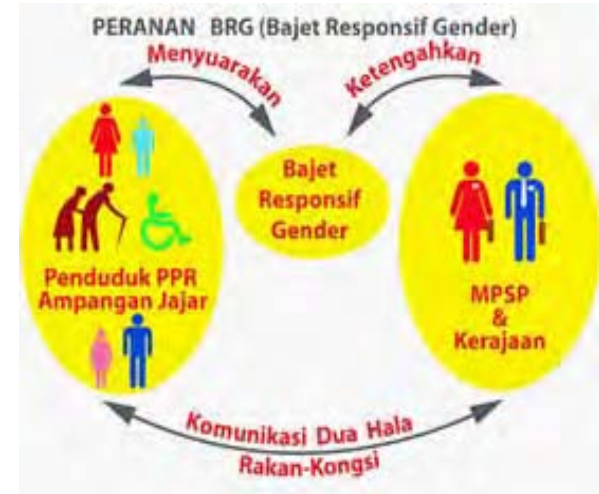 PERANAN BRG (Bajet Responsif Gender)
Menyuarakan
Ketengahkan
Bajet
Responsif
Gender
Penduduk PPR
Ampangan Jajar
MPSP
&
Kerajaan
Komunikasi Dua Hala
Rakan-Kongsi